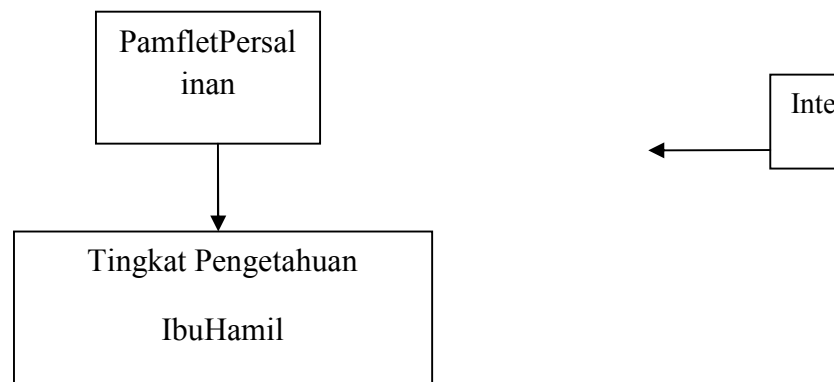 PamfletPersal
inan
Inte
Tingkat Pengetahuan
IbuHamil